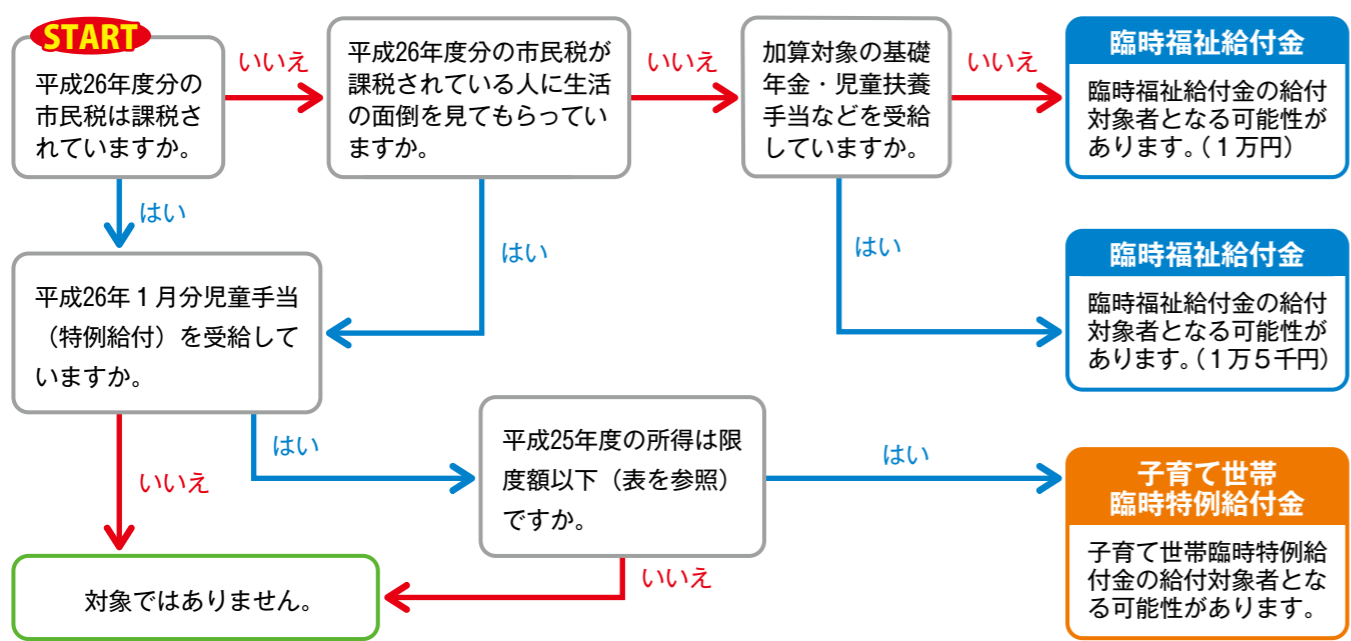 START
平成26年度分の
市民税は課税さ
れていますか。
いいえ
平成26年度分の市民税が
課税されている人に生活
の面倒を見てもらってい
ますか。
いいえ
加算対象の基礎
年金・児童扶養
手当などを受給
していますか。
いいえ
臨時福祉給付金
臨時福祉給付金の給付
対象者となる可能性が
あります。(1万円)
はい
はい
はい
臨時福祉給付金
臨時福祉給付金の給付
対象者となる可能性が
あります。(1万5千円)
平成26年1月分児童手当
(特例給付)を受給して
いますか。
いいえ
はい
平成25年度の所得は限
度額以下(表を参照)
ですか。
はい
子育て世帯
臨時特例給付金
子育て世帯臨時特例給
付金の給付対象者とな
る可能性があります。
いいえ
対象ではありません。